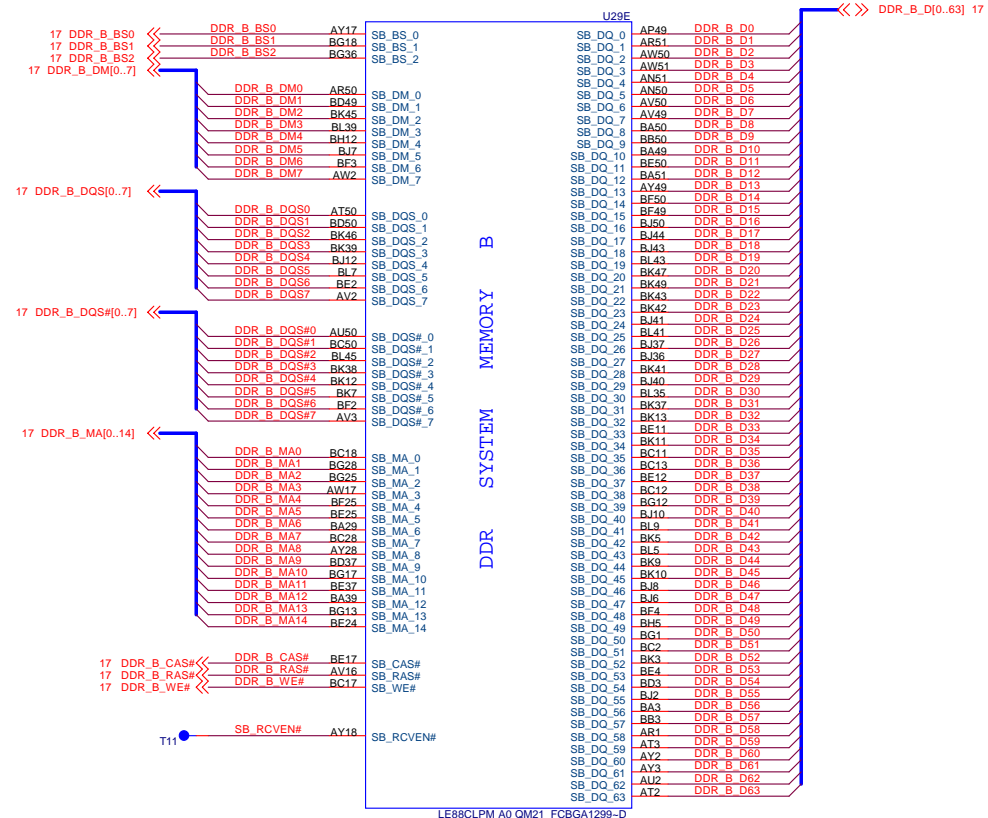 U29E
17 DDR_B_BS0 DDR_B_BS0 AY17 SB_BS_0
17 DDR_B_BS1 DDR_B_BS1 BG18 SB_BS_1
17 DDR_B_BS2 DDR_B_BS2 BG36 SB_BS_2
17 DDR_B_DM[0..7]
DDR_B_DM0 AR50 SB_DM_0
DDR_B_DM1 BD49 SB_DM_1
DDR_B_DM2 BK45 SB_DM_2
DDR_B_DM3 BL39 SB_DM_3
DDR_B_DM4 BH12 SB_DM_4
DDR_B_DM5 BJ7 SB_DM_5
DDR_B_DM6 BF3 SB_DM_6
DDR_B_DM7 AW2 SB_DM_7
17 DDR_B_DQS[0..7]
DDR_B_DQS0 AT50 SB_DQS_0
DDR_B_DQS1 BD50 SB_DQS_1
DDR_B_DQS2 BK46 SB_DQS_2
DDR_B_DQS3 BK39 SB_DQS_3
DDR_B_DQS4 BJ12 SB_DQS_4
DDR_B_DQS5 BL7 SB_DQS_5
DDR_B_DQS6 BE2 SB_DQS_6
DDR_B_DQS7 AV2 SB_DQS_7
17 DDR_B_DQS#[0..7]
DDR_B_DQS#0 AU50 SB_DQS#_0
DDR_B_DQS#1 BC50 SB_DQS#_1
DDR_B_DQS#2 BL45 SB_DQS#_2
DDR_B_DQS#3 BK38 SB_DQS#_3
DDR_B_DQS#4 BK12 SB_DQS#_4
DDR_B_DQS#5 BK7 SB_DQS#_5
DDR_B_DQS#6 BF2 SB_DQS#_6
DDR_B_DQS#7 AV3 SB_DQS#_7
17 DDR_B_MA[0..14]
DDR_B_MA0 BC18 SB_MA_0
DDR_B_MA1 BG28 SB_MA_1
DDR_B_MA2 BG25 SB_MA_2
DDR_B_MA3 AW17 SB_MA_3
DDR_B_MA4 BF25 SB_MA_4
DDR_B_MA5 BE25 SB_MA_5
DDR_B_MA6 BA29 SB_MA_6
DDR_B_MA7 BC28 SB_MA_7
DDR_B_MA8 AY28 SB_MA_8
DDR_B_MA9 BD37 SB_MA_9
DDR_B_MA10 BG17 SB_MA_10
DDR_B_MA11 BE37 SB_MA_11
DDR_B_MA12 BA39 SB_MA_12
DDR_B_MA13 BG13 SB_MA_13
DDR_B_MA14 BE24 SB_MA_14
17 DDR_B_CAS# DDR_B_CAS# BE17 SB_CAS#
17 DDR_B_RAS# DDR_B_RAS# AV16 SB_RAS#
17 DDR_B_WE# DDR_B_WE# BC17 SB_WE#
T11 SB_RCVEN# AY18 SB_RCVEN#
DDR SYSTEM MEMORY B
DDR_B_D[0..63] 17
SB_DQ_0 AP49 DDR_B_D0
SB_DQ_1 AR51 DDR_B_D1
SB_DQ_2 AW50 DDR_B_D2
SB_DQ_3 AW51 DDR_B_D3
SB_DQ_4 AN51 DDR_B_D4
SB_DQ_5 AN50 DDR_B_D5
SB_DQ_6 AV50 DDR_B_D6
SB_DQ_7 AV49 DDR_B_D7
SB_DQ_8 BA50 DDR_B_D8
SB_DQ_9 BB50 DDR_B_D9
SB_DQ_10 BA49 DDR_B_D10
SB_DQ_11 BE50 DDR_B_D11
SB_DQ_12 BA51 DDR_B_D12
SB_DQ_13 AY49 DDR_B_D13
SB_DQ_14 BF50 DDR_B_D14
SB_DQ_15 BF49 DDR_B_D15
SB_DQ_16 BJ50 DDR_B_D16
SB_DQ_17 BJ44 DDR_B_D17
SB_DQ_18 BJ43 DDR_B_D18
SB_DQ_19 BL43 DDR_B_D19
SB_DQ_20 BK47 DDR_B_D20
SB_DQ_21 BK49 DDR_B_D21
SB_DQ_22 BK43 DDR_B_D22
SB_DQ_23 BK42 DDR_B_D23
SB_DQ_24 BJ41 DDR_B_D24
SB_DQ_25 BL41 DDR_B_D25
SB_DQ_26 BJ37 DDR_B_D26
SB_DQ_27 BJ36 DDR_B_D27
SB_DQ_28 BK41 DDR_B_D28
SB_DQ_29 BJ40 DDR_B_D29
SB_DQ_30 BL35 DDR_B_D30
SB_DQ_31 BK37 DDR_B_D31
SB_DQ_32 BK13 DDR_B_D32
SB_DQ_33 BE11 DDR_B_D33
SB_DQ_34 BK11 DDR_B_D34
SB_DQ_35 BC11 DDR_B_D35
SB_DQ_36 BC13 DDR_B_D36
SB_DQ_37 BE12 DDR_B_D37
SB_DQ_38 BC12 DDR_B_D38
SB_DQ_39 BG12 DDR_B_D39
SB_DQ_40 BJ10 DDR_B_D40
SB_DQ_41 BL9 DDR_B_D41
SB_DQ_42 BK5 DDR_B_D42
SB_DQ_43 BL5 DDR_B_D43
SB_DQ_44 BK9 DDR_B_D44
SB_DQ_45 BK10 DDR_B_D45
SB_DQ_46 BJ8 DDR_B_D46
SB_DQ_47 BJ6 DDR_B_D47
SB_DQ_48 BF4 DDR_B_D48
SB_DQ_49 BH5 DDR_B_D49
SB_DQ_50 BG1 DDR_B_D50
SB_DQ_51 BC2 DDR_B_D51
SB_DQ_52 BK3 DDR_B_D52
SB_DQ_53 BE4 DDR_B_D53
SB_DQ_54 BD3 DDR_B_D54
SB_DQ_55 BJ2 DDR_B_D55
SB_DQ_56 BA3 DDR_B_D56
SB_DQ_57 BB3 DDR_B_D57
SB_DQ_58 AR1 DDR_B_D58
SB_DQ_59 AT3 DDR_B_D59
SB_DQ_60 AY2 DDR_B_D60
SB_DQ_61 AY3 DDR_B_D61
SB_DQ_62 AU2 DDR_B_D62
SB_DQ_63 AT2 DDR_B_D63
LE88CLPM A0 QM21 FCBGA1299~D